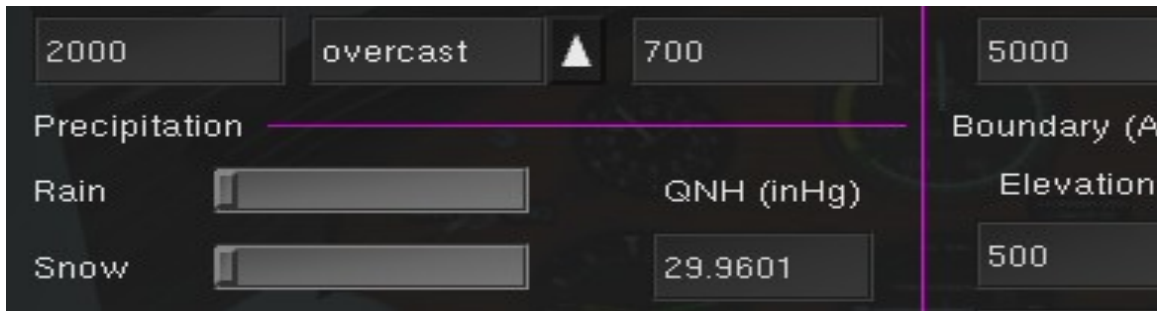 2000 overcast 700 5000
Precipitation Boundary (A
Rain QNH (inHg) Elevation
Snow 29.9601 500